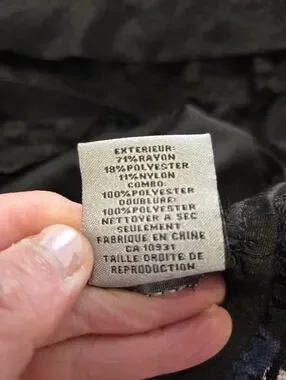 EXTERIEUR:
71%RAYON
18%POLYESTER
11%NYLON
COMBO:
100%POLYESTER
DOUBLURE:
100%POLYESTER
NETTOYER A SEC
SEULEMENT
FABRIQUE EN CHINE
CA 10931
TAILLE DROITE DE
REPRODUCTION.